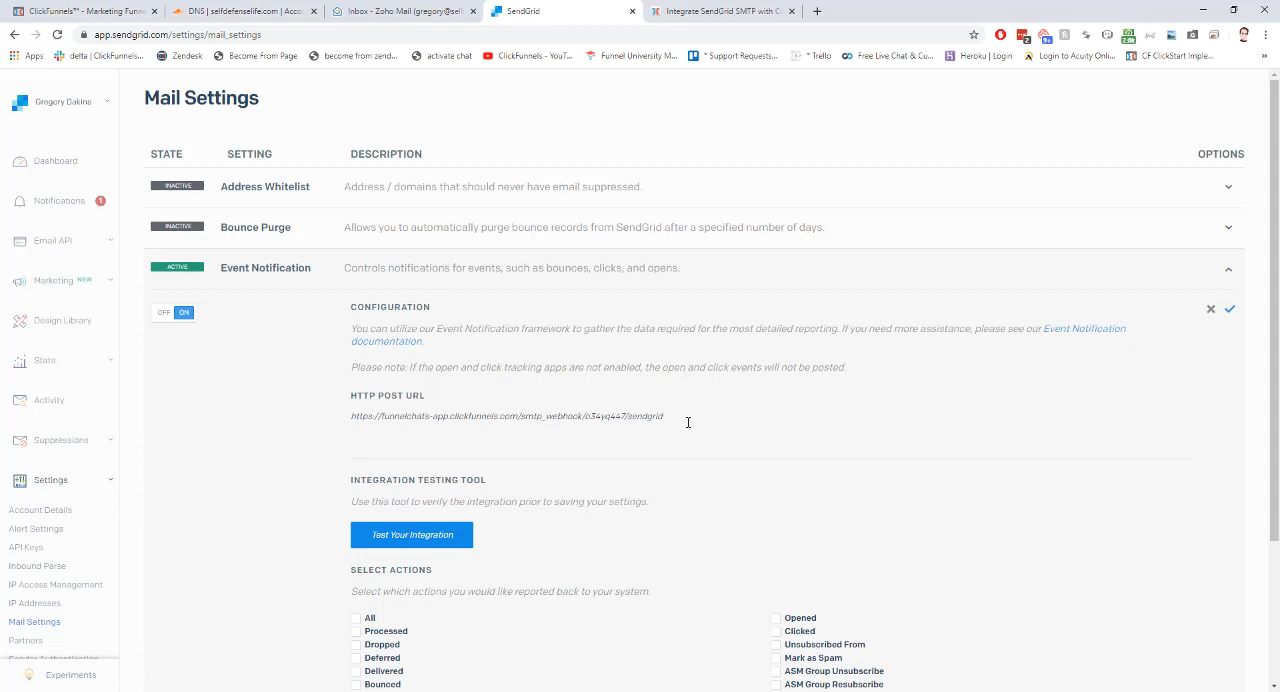 ClickFunnels™ - Marketing Funne
DNS | selfdefenselife.com | Acco
Inbox - Zoho Mail (gregory@self
SendGrid
Integrate SendGrid SMTP with C
app.sendgrid.com/settings/mail_settings
Apps
delta |ClickFunnels...
Zendesk
Become From Page
become from zend...
activate
ClickFunnels - YouT...
Funnel University M...
* Support Requests...
* Trello
Free Live Chat & Cu...
Heroku | Login
Login to Acuity Onli...
CF ClickStart Imple...
»
Gregory Dakins
Dashboard
Notifications 1
Email API
Marketing NEW
Design Library
Stats
Activity
Suppressions
Settings
Account Details
Alert Settings
API Keys
Inbound Parse
IP Access Management
IP Addresses
Mail Settings
Partners
Sender Authentication
Experiments
Mail Settings
STATE SETTING DESCRIPTION OPTIONS
INACTIVE Address Whitelist Address / domains that should never have email suppressed.
INACTIVE Bounce Purge Allows you to automatically purge bounce records from SendGrid after a specified number of days.
ACTIVE Event Notification Controls notifications for events, such as bounces, clicks, and opens.
OFF ON
CONFIGURATION
You can utilize our Event Notification framework to gather the data required for the most detailed reporting. If you need more assistance, please see our Event Notification
documentation.
Please note: If the open and click tracking apps are not enabled, the open and click events will not be posted.
HTTP POST URL
https://funnelchats-app.clickfunnels.com/smtp_webhook/o34yq447/sendgrid
INTEGRATION TESTING TOOL
Use this tool to verify the integration prior to saving your settings.
Test Your Integration
SELECT ACTIONS
Select which actions you would like reported back to your system.
All
Processed
Dropped
Deferred
Delivered
Bounced
Opened
Clicked
Unsubscribed From
Mark as Spam
ASM Group Unsubscribe
ASM Group Resubscribe